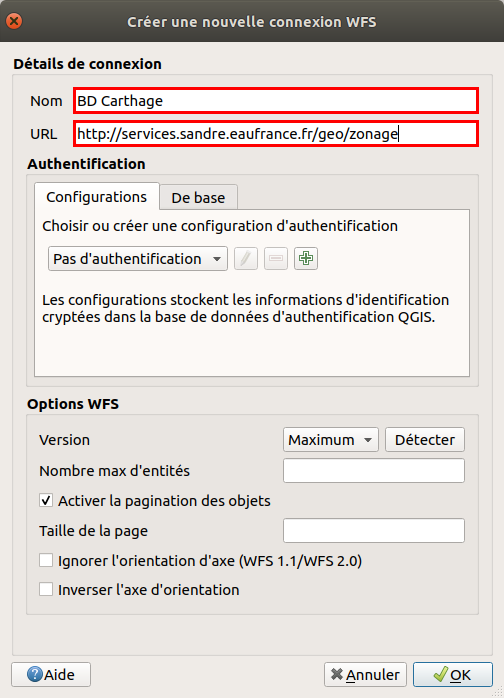 Créer une nouvelle connexion WFS
Détails de connexion
Nom BD Carthage
URL http://services.sandre.eaufrance.fr/geo/zonage
Authentification
Configurations De base
Choisir ou créer une configuration d'authentification
Pas d'authentification
Les configurations stockent les informations d'identification
cryptées dans la base de données d'authentification QGIS.
Options WFS
Version Maximum Détecter
Nombre max d'entités
Activer la pagination des objets
Taille de la page
Ignorer l'orientation d'axe (WFS 1.1/WFS 2.0)
Inverser l'axe d'orientation
Aide Annuler OK